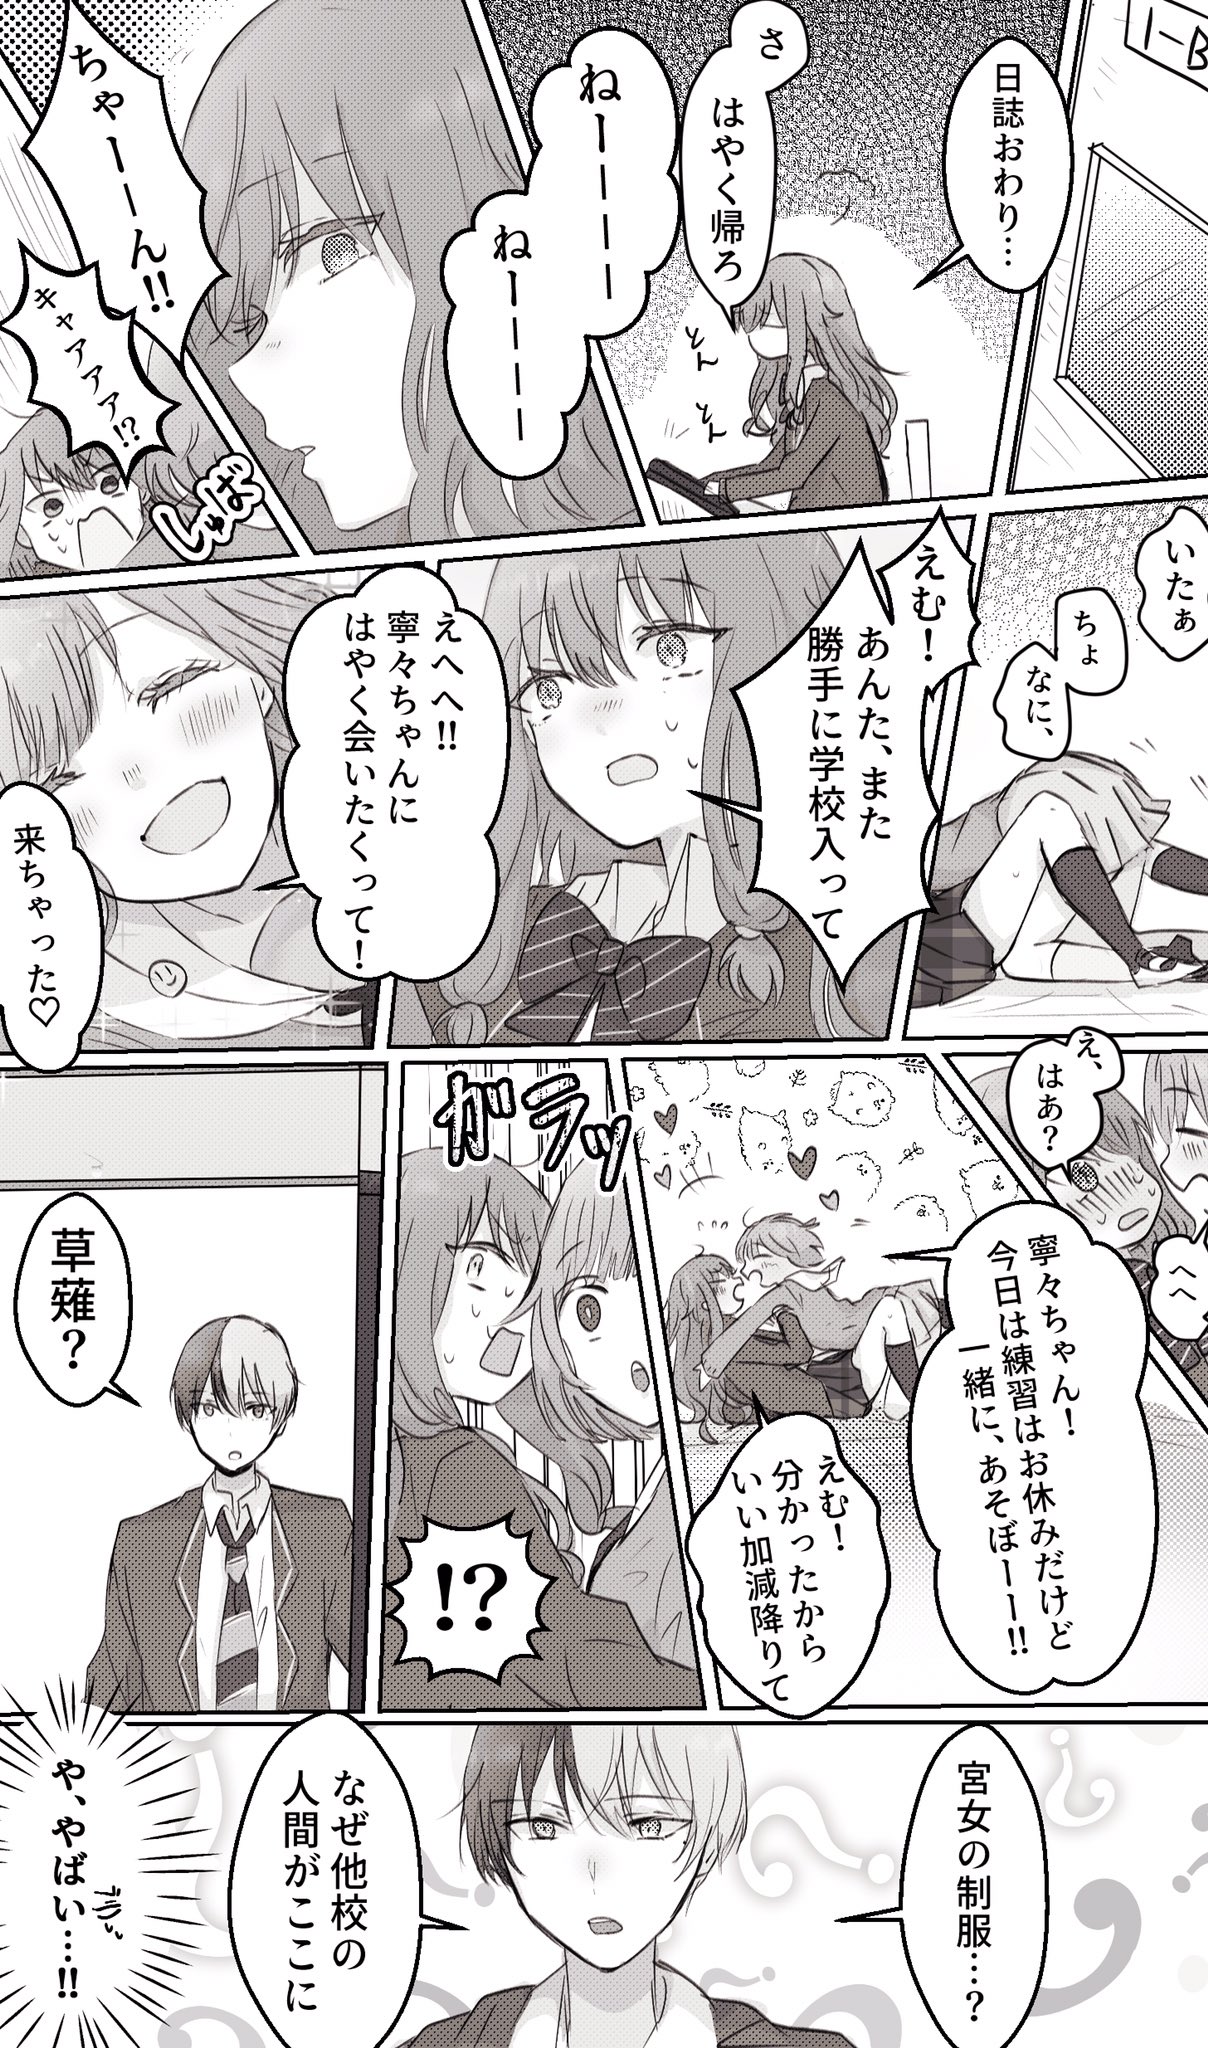 1-B
日誌おわり…
さ
はやく帰ろ
とん
とん
ねーーー
ねーーー
ちゃーーん!!
キャアアア!?
しゅば
いたぁ
ちょ
なに、
えむ！
あんた、また
勝手に学校入って
えへへ!!
寧々ちゃんに
はやく会いたくって！
来ちゃった♡
え、
はあ？
へへ
寧々ちゃん！
今日は練習はお休みだけど
一緒に、あそぼーー!!
えむ！
分かったから
いい加減降りて
ガラッ
!?
草薙？
宮女の制服…？
なぜ他校の
人間がここに
や、やばい…!!